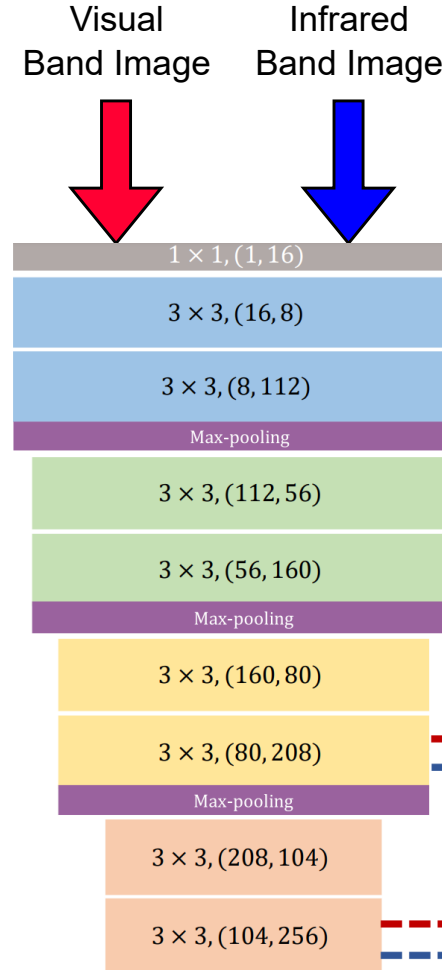 Visual Band Image
Infrared Band Image
1 × 1, (1, 16)
3 × 3, (16, 8)
3 × 3, (8, 112)
Max-pooling
3 × 3, (112, 56)
3 × 3, (56, 160)
Max-pooling
3 × 3, (160, 80)
3 × 3, (80, 208)
Max-pooling
3 × 3, (208, 104)
3 × 3, (104, 256)